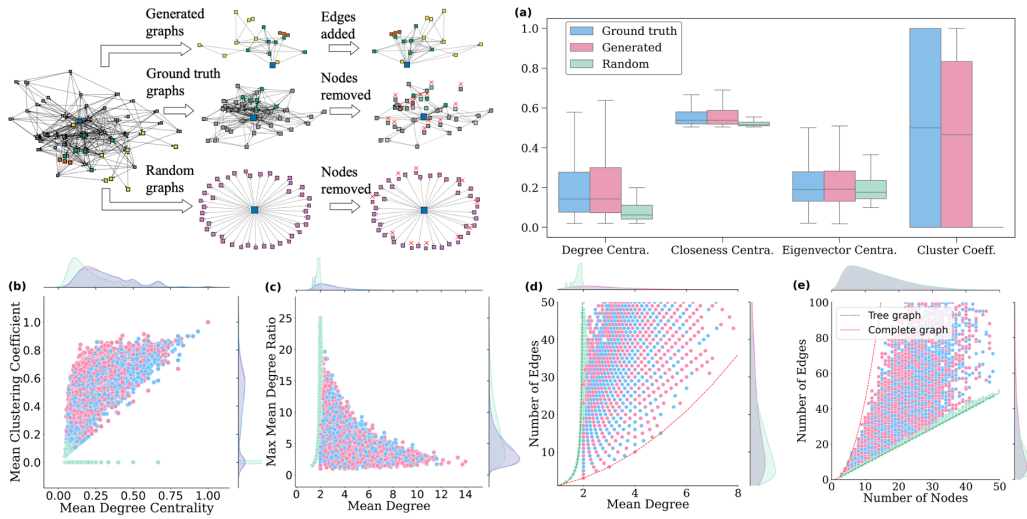 Generated
graphs
Edges
added
Ground truth
graphs
Nodes
removed
Random
graphs
Nodes
removed
(a)
Ground truth
Generated
Random
1.0
0.8
0.6
0.4
0.2
0.0
Degree Centra.
Closeness Centra.
Eigenvector Centra.
Cluster Coeff.
(b)
Mean Clustering Coefficient
1.0
0.8
0.6
0.4
0.2
0.0
0.00 0.25 0.50 0.75 1.00
Mean Degree Centrality
(c)
Max Mean Degree Ratio
25
20
15
10
5
0
0 2 4 6 8 10 12 14
Mean Degree
(d)
Number of Edges
50
40
30
20
10
2 4 6 8
Mean Degree
(e)
Tree graph
Complete graph
Number of Edges
100
80
60
40
20
0
0 10 20 30 40 50
Number of Nodes